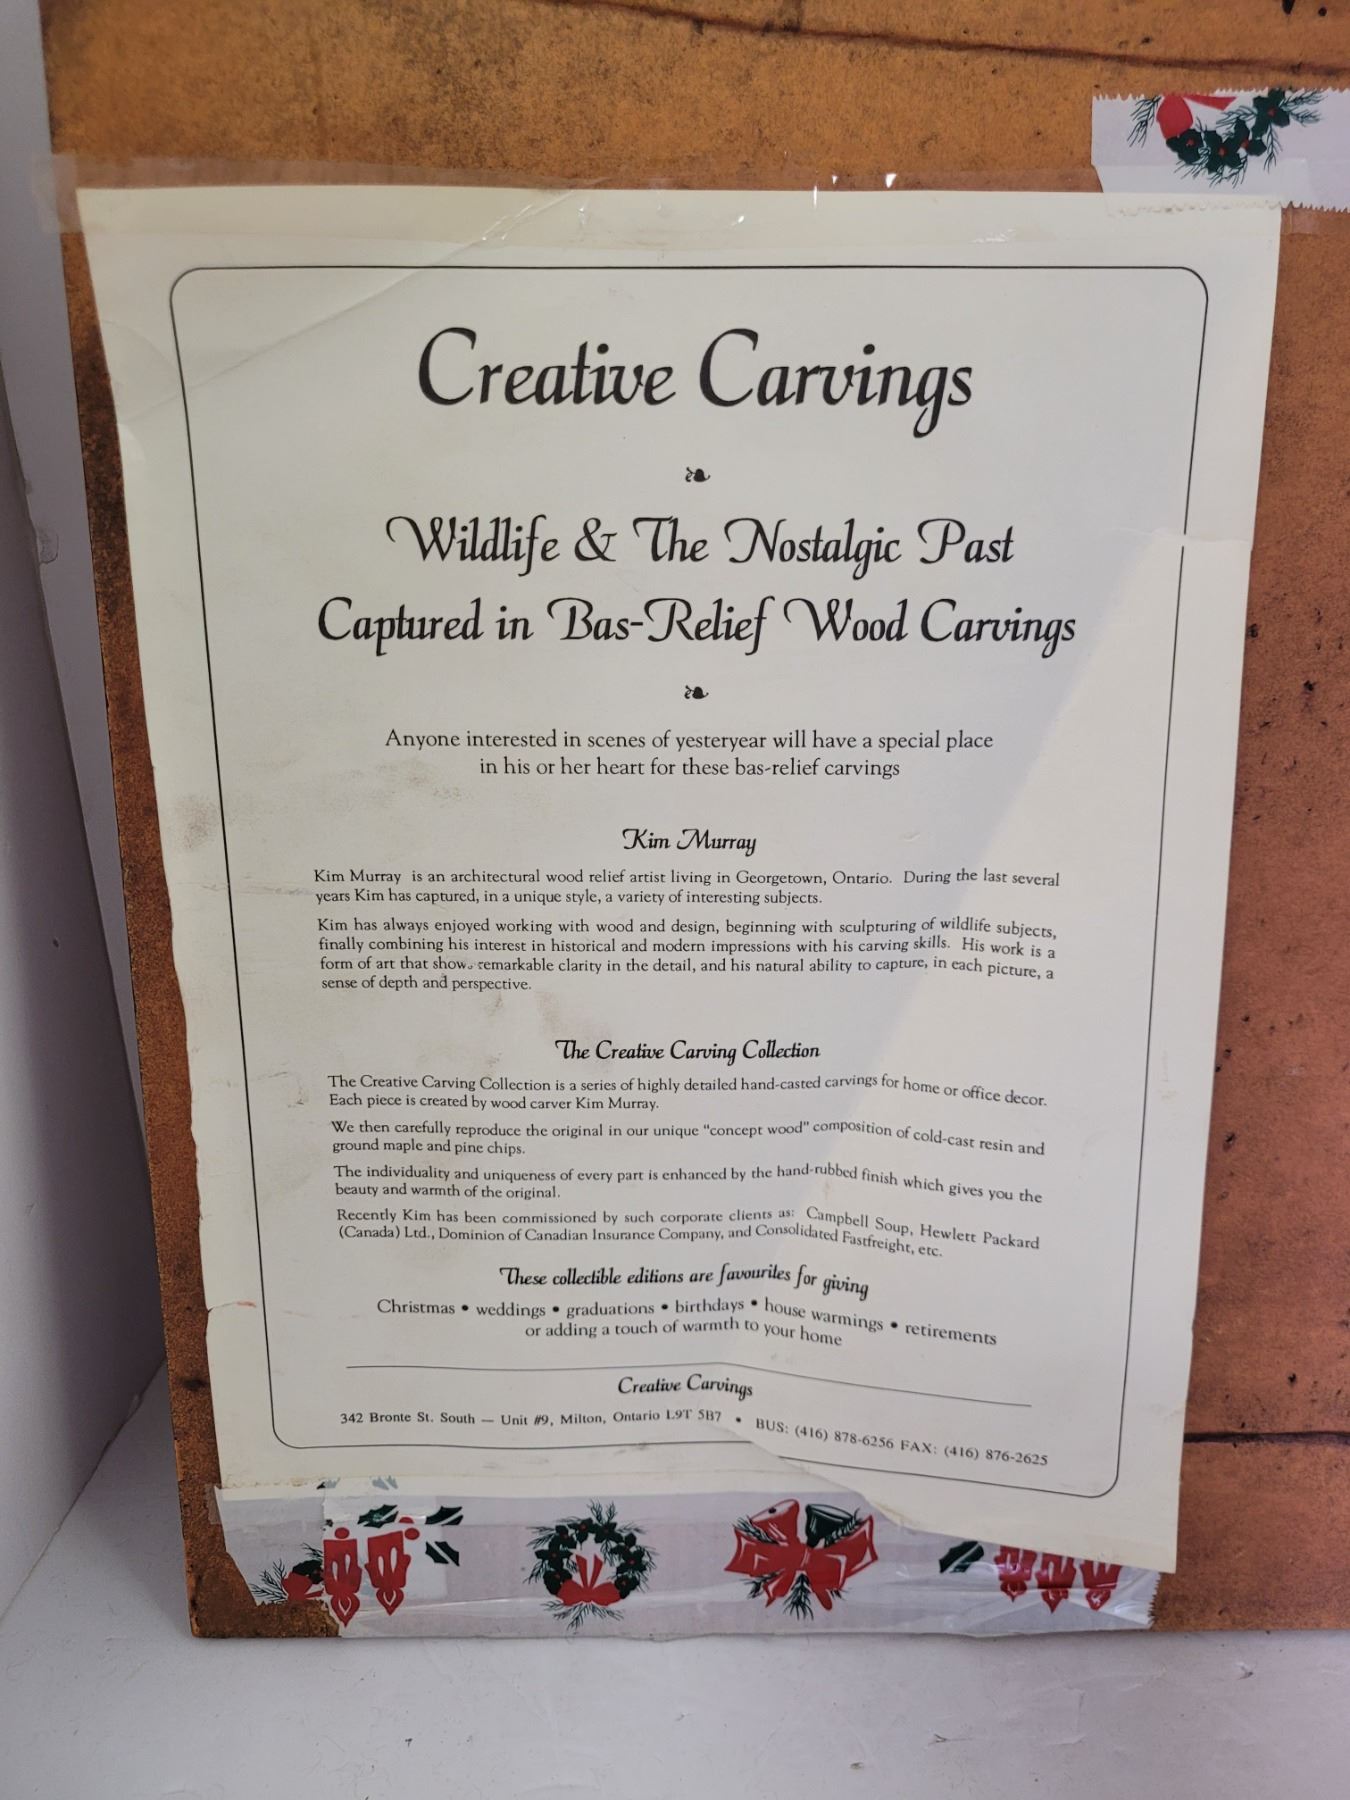 Creative Carvings
Wildlife & The Nostalgic Past
Captured in Bas-Relief Wood Carvings
Anyone interested in scenes of yesteryear will have a special place
in his or her heart for these bas-relief carvings
Kim Murray
Kim Murray is an architectural wood relief artist living in Georgetown, Ontario. During the last several
years Kim has captured, in a unique style, a variety of interesting subjects.
Kim has always enjoyed working with wood and design, beginning with sculpturing of wildlife subjects,
finally combining his interest in historical and modern impressions with his carving skills. His work is a
form of art that shows remarkable clarity in the detail, and his natural ability to capture, in each picture, a
sense of depth and perspective.
The Creative Carving Collection
The Creative Carving Collection is a series of highly detailed hand-casted carvings for home or office decor.
Each piece is created by wood carver Kim Murray.
We then carefully reproduce the original in our unique "concept wood" composition of cold-cast resin and
ground maple and pine chips.
The individuality and uniqueness of every part is enhanced by the hand-rubbed finish which gives you the
beauty and warmth of the original.
Recently Kim has been commissioned by such corporate clients as: Campbell Soup, Hewlett Packard
(Canada) Ltd., Dominion of Canadian Insurance Company, and Consolidated Fastfreight, etc.
These collectible editions are favourites for giving
Christmas • weddings • graduations • birthdays • house warmings • retirements
or adding a touch of warmth to your home
Creative Carvings
342 Bronte St. South — Unit #9, Milton, Ontario L9T 5B7 • BUS: (416) 878-6256 FAX: (416) 876-2625